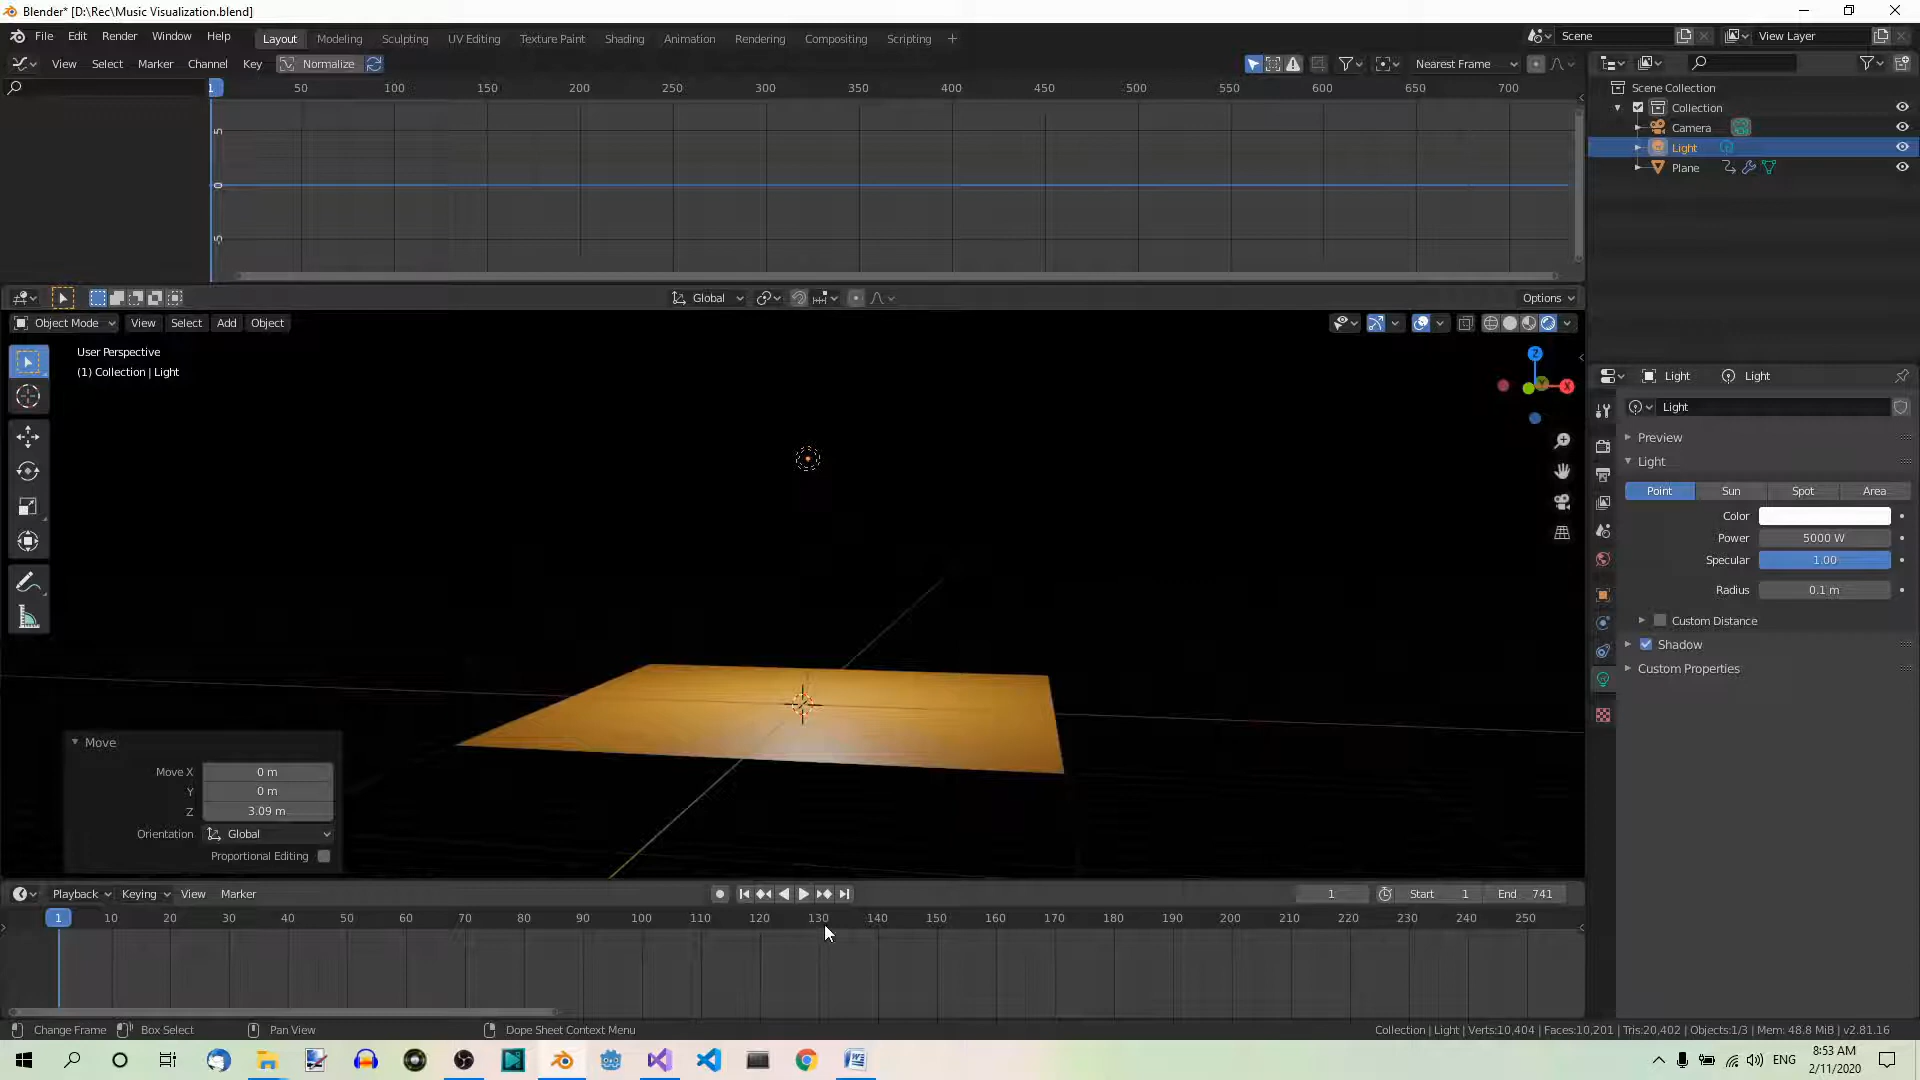 Blender* [D:\Rec\Music Visualization.blend]
File Edit Render Window Help Layout Modeling Sculpting UV Editing Texture Paint Shading Animation Rendering Compositing Scripting + Scene View Layer
View Select Marker Channel Key Normalize Nearest Frame
1 50 100 150 200 250 300 350 400 450 500 550 600 650 700
5
0
-5
Scene Collection
Collection
Camera
Light
Plane
Global Options
Object Mode View Select Add Object
User Perspective
(1) Collection | Light
Z
X
Y
Light Light
Light
Preview
Light
Point Sun Spot Area
Color
Power 5000 W
Specular 1.00
Radius 0.1 m
Custom Distance
Shadow
Custom Properties
Move
Move X 0 m
Y 0 m
Z 3.09 m
Orientation Global
Proportional Editing
Playback Keying View Marker 1 Start 1 End 741
1 10 20 30 40 50 60 70 80 90 100 110 120 130 140 150 160 170 180 190 200 210 220 230 240 250
Change Frame Box Select Pan View Dope Sheet Context Menu Collection | Light | Verts:10,404 | Faces:10,201 | Tris:20,402 | Objects:1/3 | Mem: 48.8 MiB | v2.81.16
ENG 8:53 AM
2/11/2020